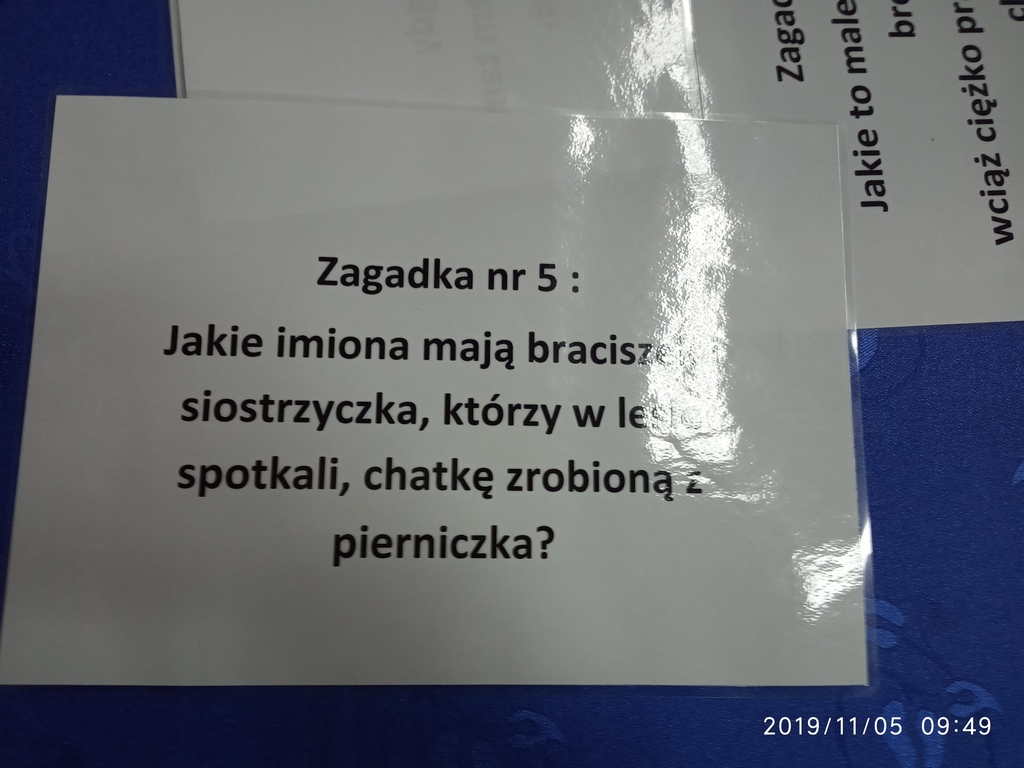 Zagadka nr 5 :
Jakie imiona mają
siostrzyczka, którzy w
spotkali, chatkę zrobioną z
pierniczka?
Jakie to
wciąż ciężko
2019/11/05 09:49